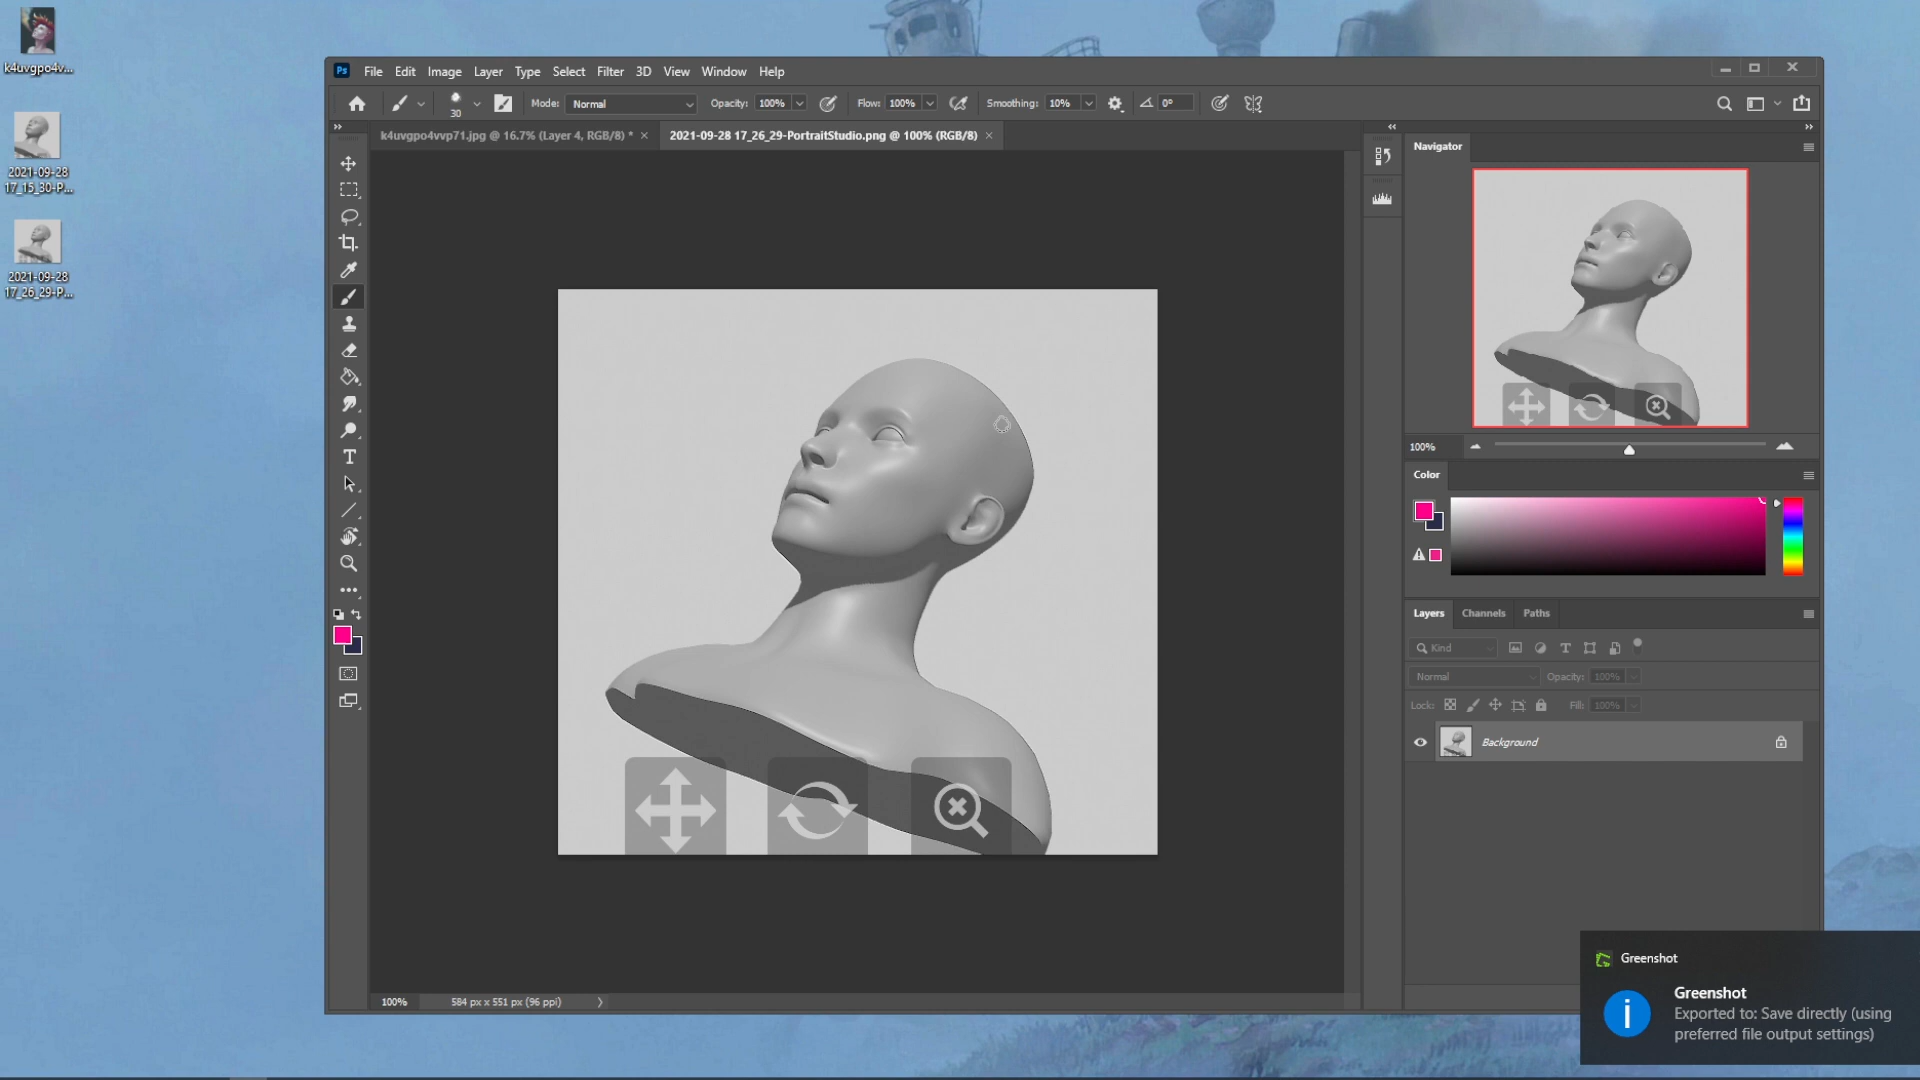 k4uvgpo4v...
2021-09-28
17_15_30-P...
2021-09-28
17_26_29-P...
Ps File Edit Image Layer Type Select Filter 3D View Window Help
30 Mode: Normal Opacity: 100% Flow: 100% Smoothing: 10% 0°
k4uvgpo4vvp71.jpg @ 16.7% (Layer 4, RGB/8) * 2021-09-28 17_26_29-PortraitStudio.png @ 100% (RGB/8)
Navigator
100%
Color
Layers Channels Paths
Kind
Normal Opacity: 100%
Lock: Fill: 100%
Background
100% 584 px x 551 px (96 ppi)
Greenshot
Greenshot
Exported to: Save directly (using
preferred file output settings)